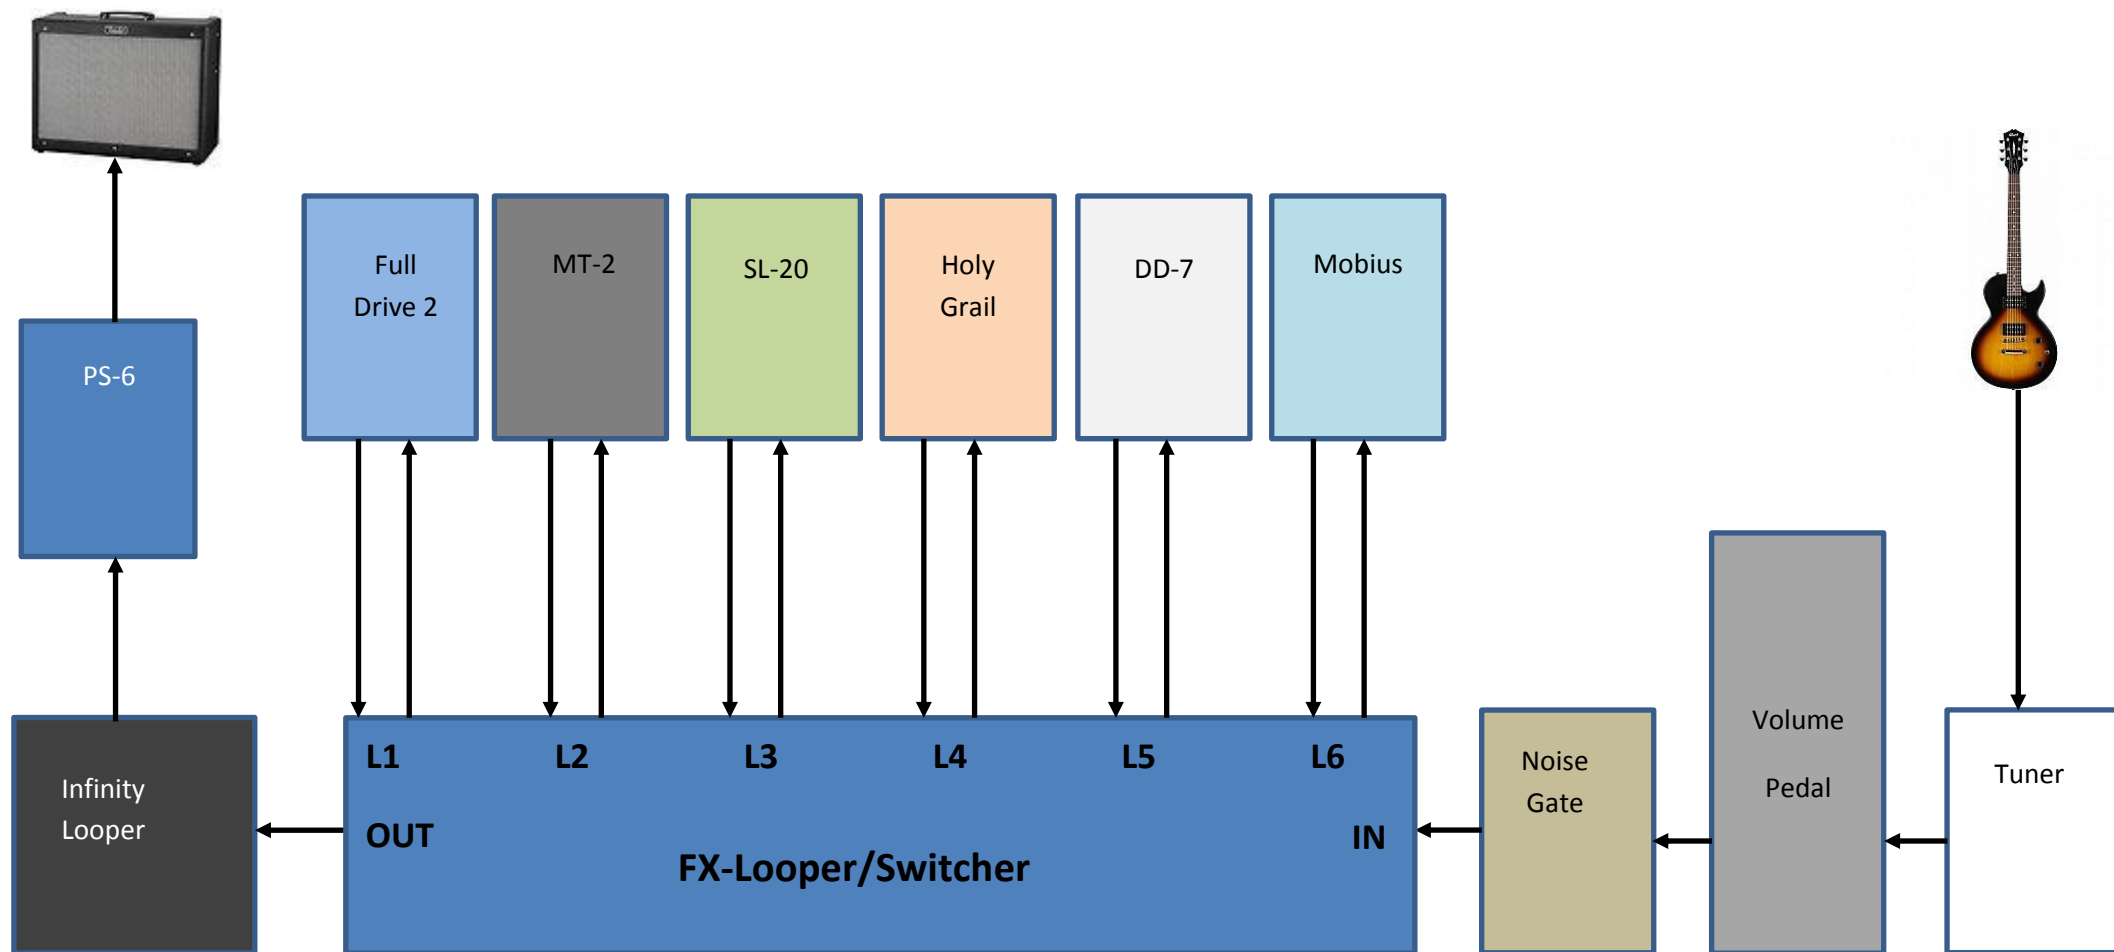 Full
Drive 2
MT-2
SL-20
Holy
Grail
DD-7
Mobius
PS-6
L1
L2
L3
L4
L5
L6
OUT
IN
FX-Looper/Switcher
Infinity
Looper
Noise
Gate
Volume
Pedal
Tuner